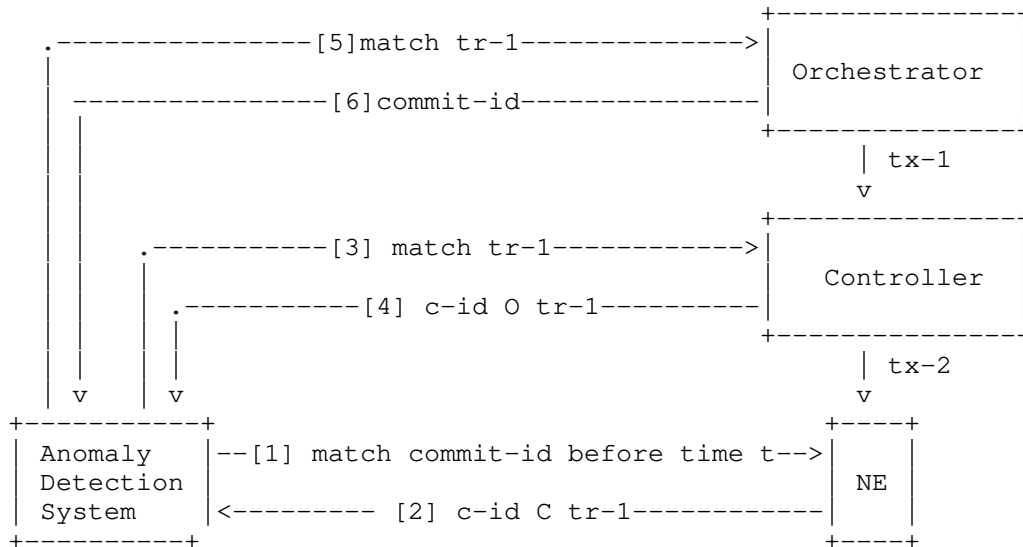 [5]match tr-1
Orchestrator
[6]commit-id
tx-1
[3] match tr-1
Controller
[4] c-id O tr-1
tx-2
Anomaly
Detection
System
[1] match commit-id before time t
NE
[2] c-id C tr-1